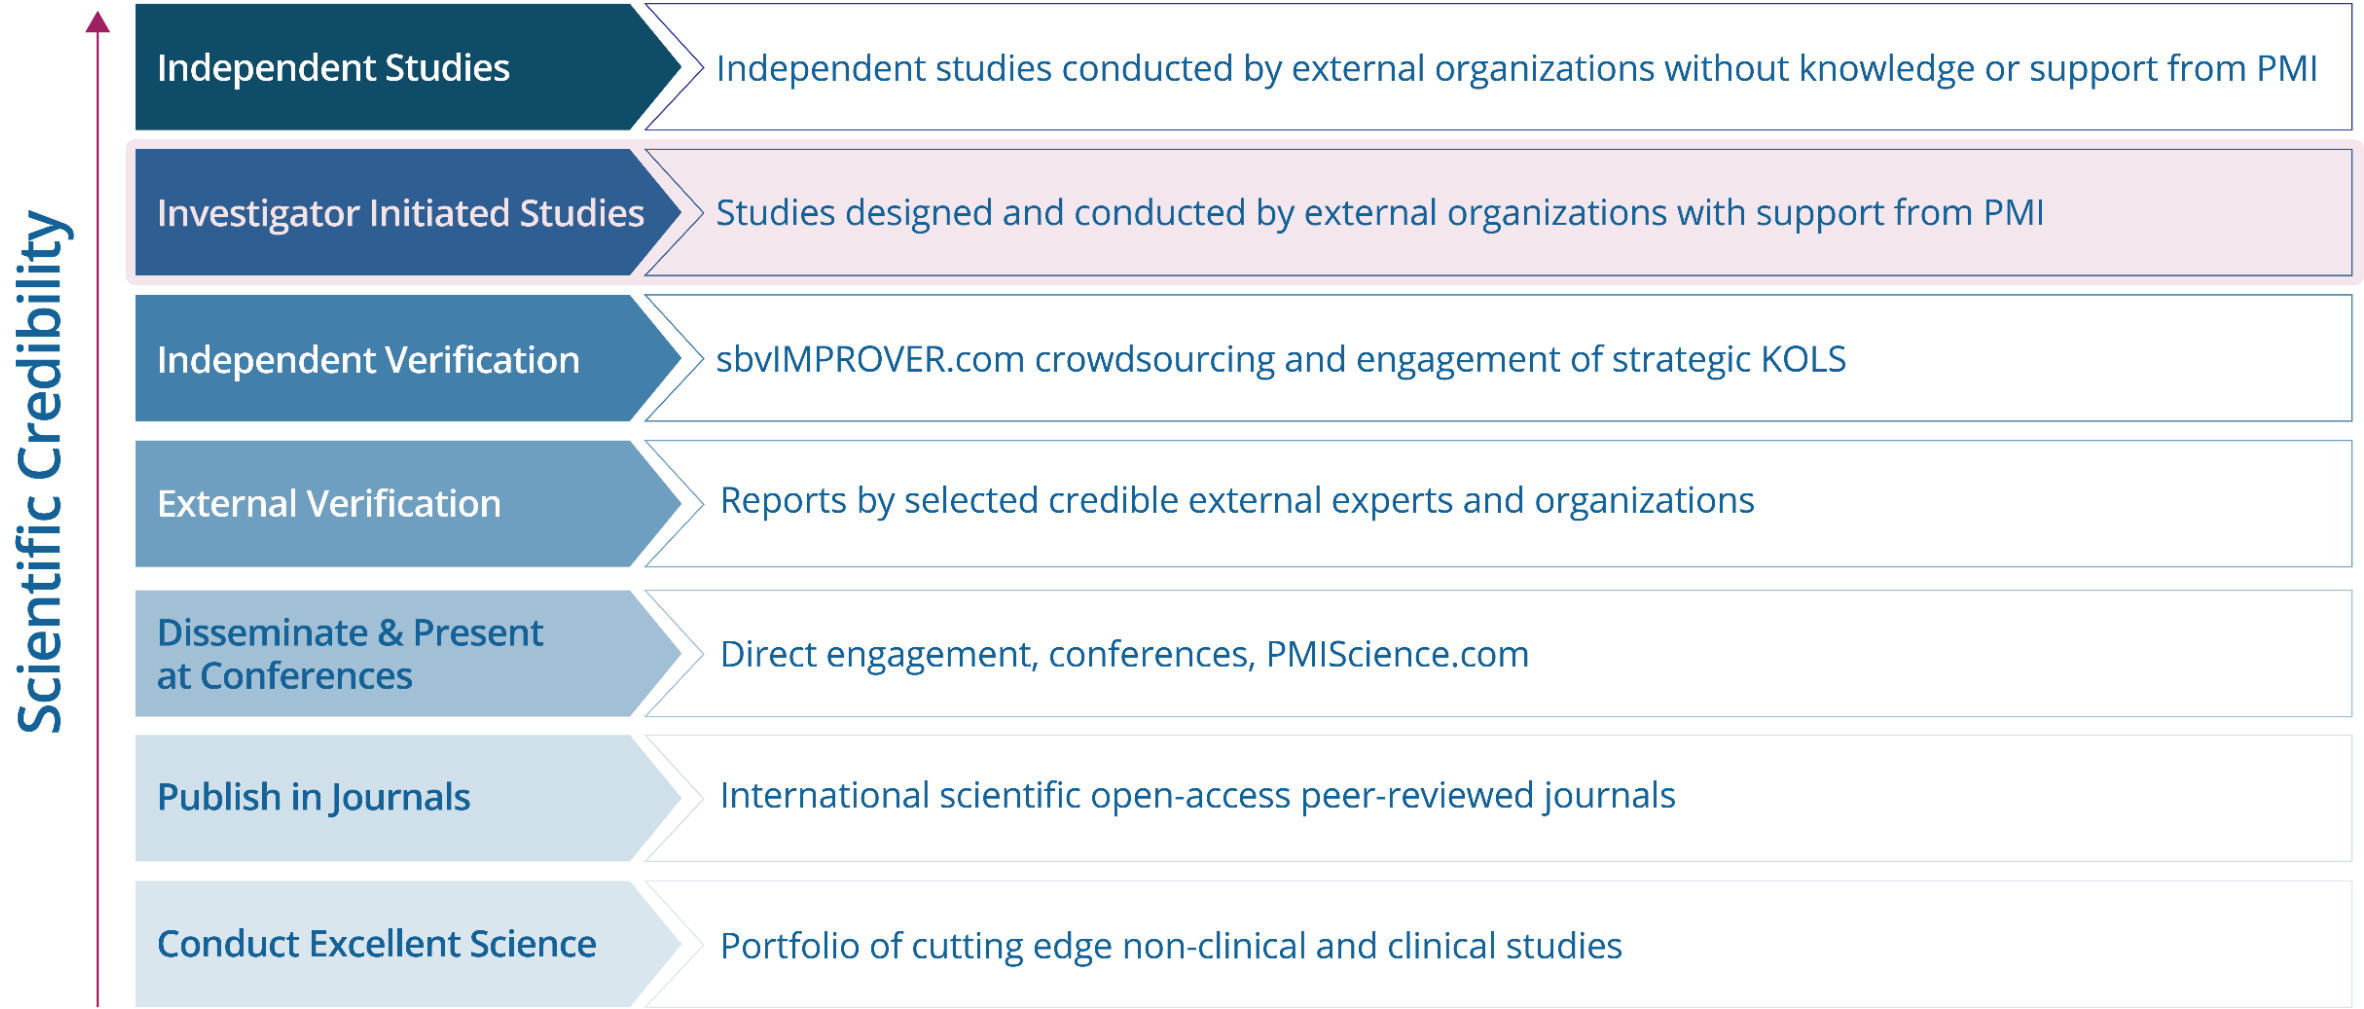 Scientific Credibility
Independent Studies
Independent studies conducted by external organizations without knowledge or support from PMI
Investigator Initiated Studies
Studies designed and conducted by external organizations with support from PMI
Independent Verification
sbvIMPROVER.com crowdsourcing and engagement of strategic KOLS
External Verification
Reports by selected credible external experts and organizations
Disseminate & Present
at Conferences
Direct engagement, conferences, PMIScience.com
Publish in Journals
International scientific open-access peer-reviewed journals
Conduct Excellent Science
Portfolio of cutting edge non-clinical and clinical studies